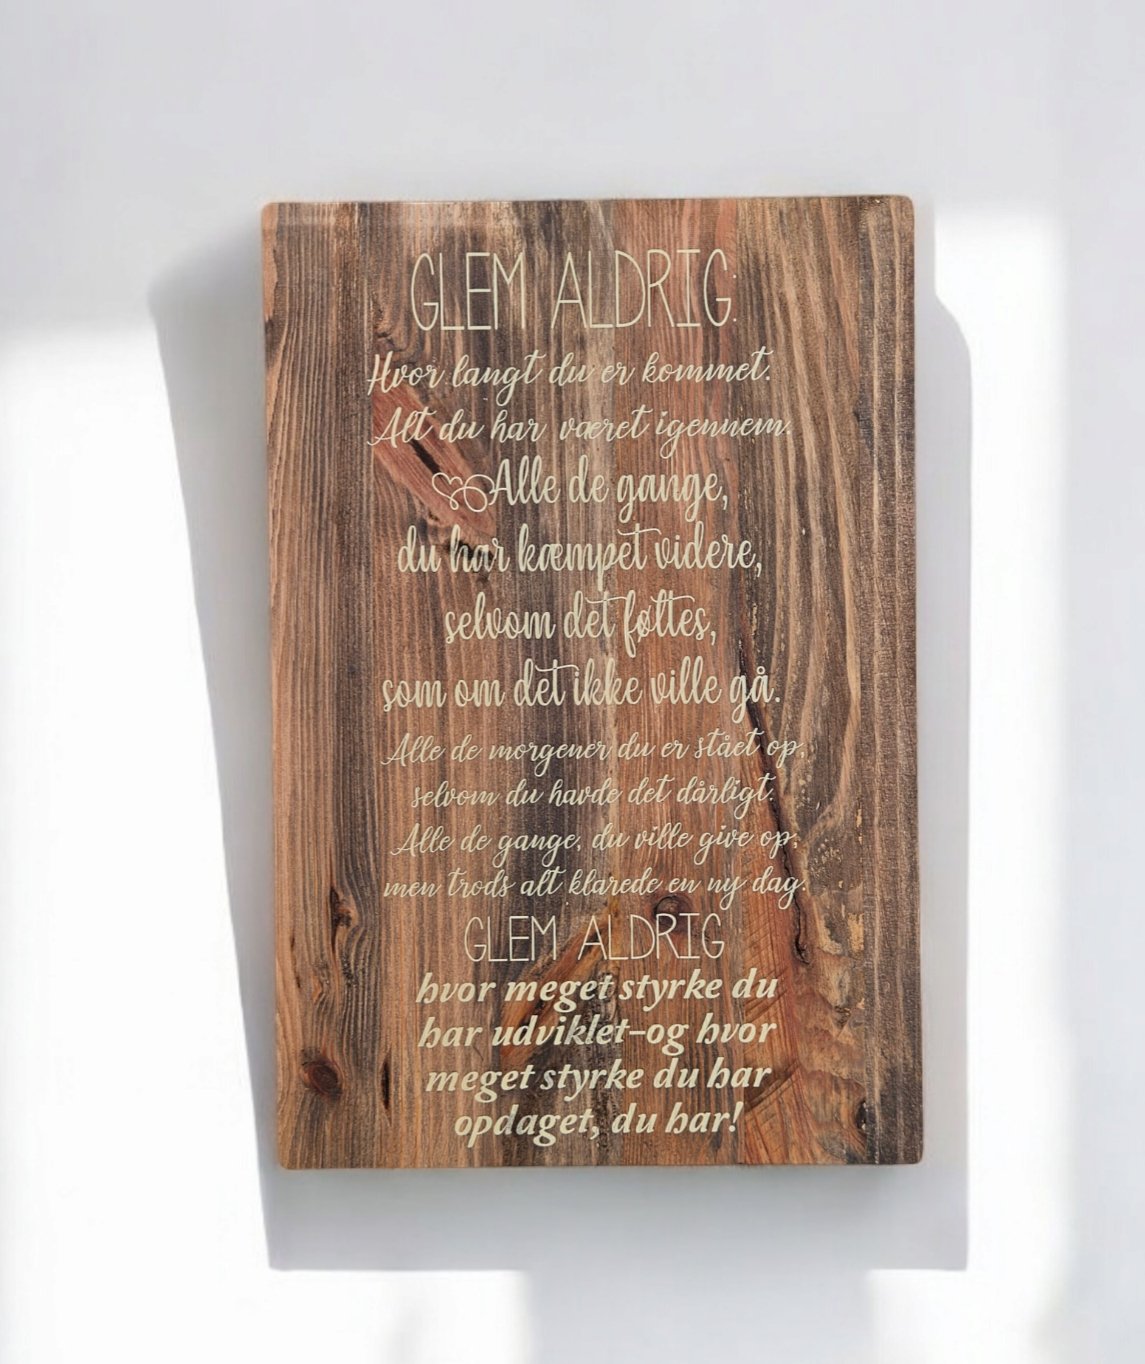 GLEM ALDRIG:
Hvor langt du er kommet.
Alt du har været igennem.
Alle de gange,
du har kæmpet videre,
selvom det føltes,
som om det ikke ville gå.
Alle de morgener du er stået op,
selvom du havde det dårligt.
Alle de gange, du ville give op,
men trods alt klarede en ny dag.
GLEM ALDRIG
hvor meget styrke du
har udviklet-og hvor
meget styrke du har
opdaget, du har!